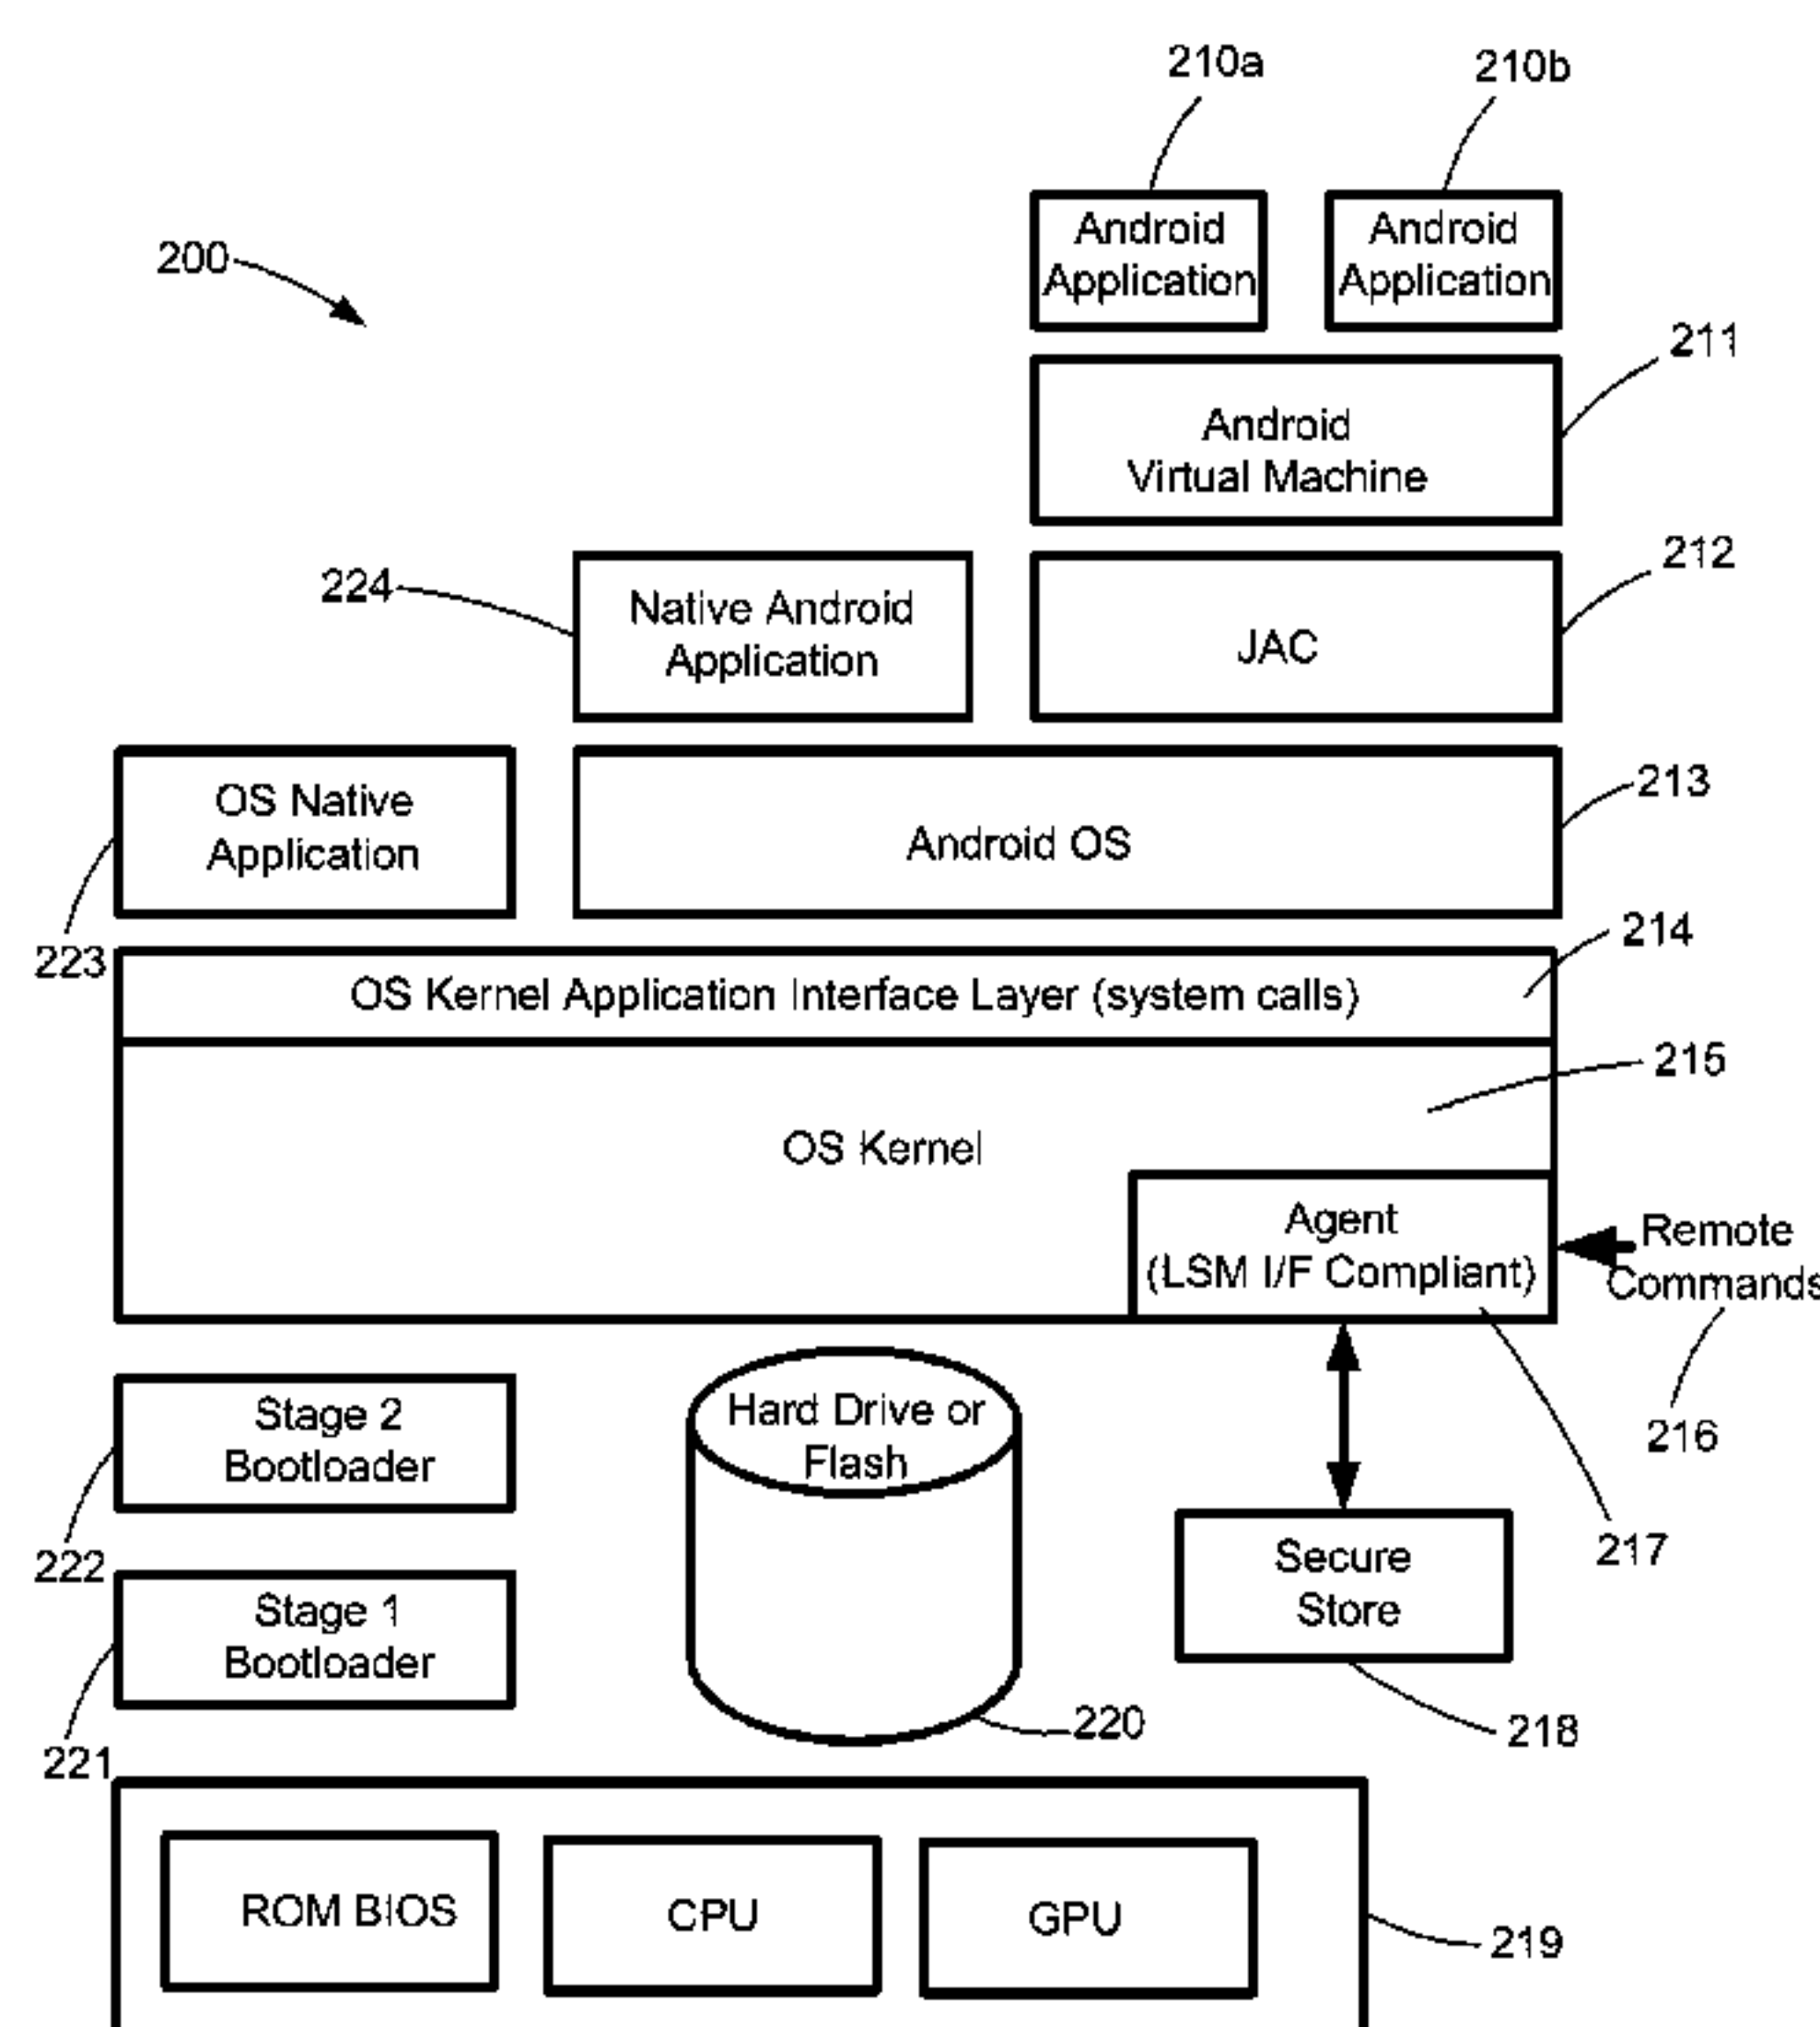 210a
210b
200
Android
Application
Android
Application
211
Android
Virtual Machine
212
224
Native Android
Application
JAC
213
OS Native
Application
Android OS
214
223
OS Kernel Application Interface Layer (system calls)
215
OS Kernel
Agent
(LSM I/F Compliant)
Remote
Commands
216
Stage 2
Bootloader
Hard Drive or
Flash
217
222
Secure
Store
Stage 1
Bootloader
220
218
221
ROM BIOS
CPU
GPU
219